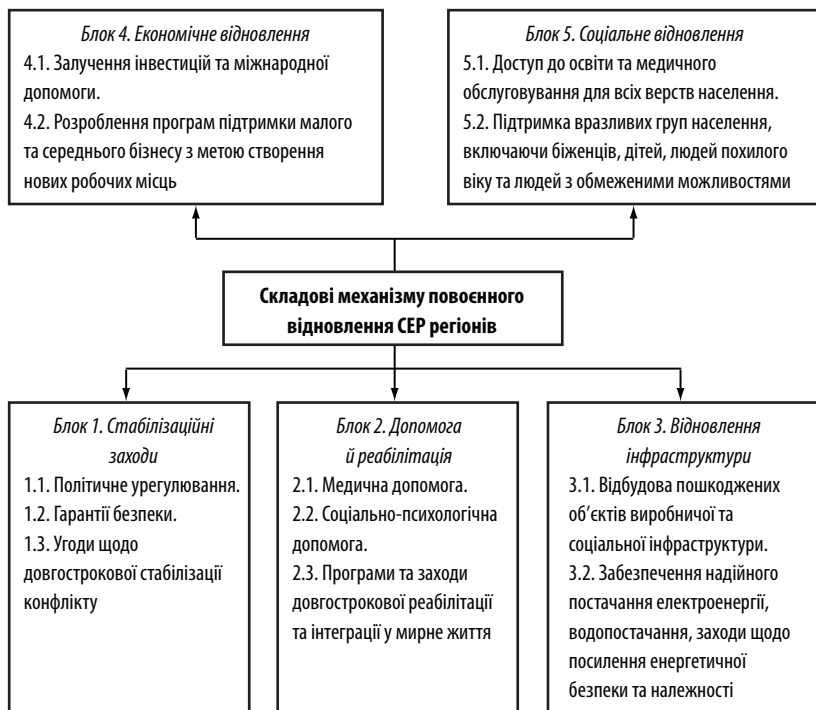 Блок 4. Економічне відновлення
4.1. Залучення інвестицій та міжнародної
допомоги.
4.2. Розроблення програм підтримки малого
та середнього бізнесу з метою створення
нових робочих місць
Блок 5. Соціальне відновлення
5.1. Доступ до освіти та медичного
обслуговування для всіх верств населення.
5.2. Підтримка вразливих груп населення,
включаючи біженців, дітей, людей похилого
віку та людей з обмеженими можливостями
Складові механізму повоєнного
відновлення СЕР регіонів
Блок 1. Стабілізаційні
заходи
1.1. Політичне урегулювання.
1.2. Гарантії безпеки.
1.3. Угоди щодо
довгострокової стабілізації
конфлікту
Блок 2. Допомога
й реабілітація
2.1. Медична допомога.
2.2. Соціально-психологічна
допомога.
2.3. Програми та заходи
довгострокової реабілітації
та інтеграції у мирне життя
Блок 3. Відновлення
інфраструктури
3.1. Відбудова пошкоджених
об’єктів виробничої та
соціальної інфраструктури.
3.2. Забезпечення надійного
постачання електроенергії,
водопостачання, заходи щодо
посилення енергетичної
безпеки та належності